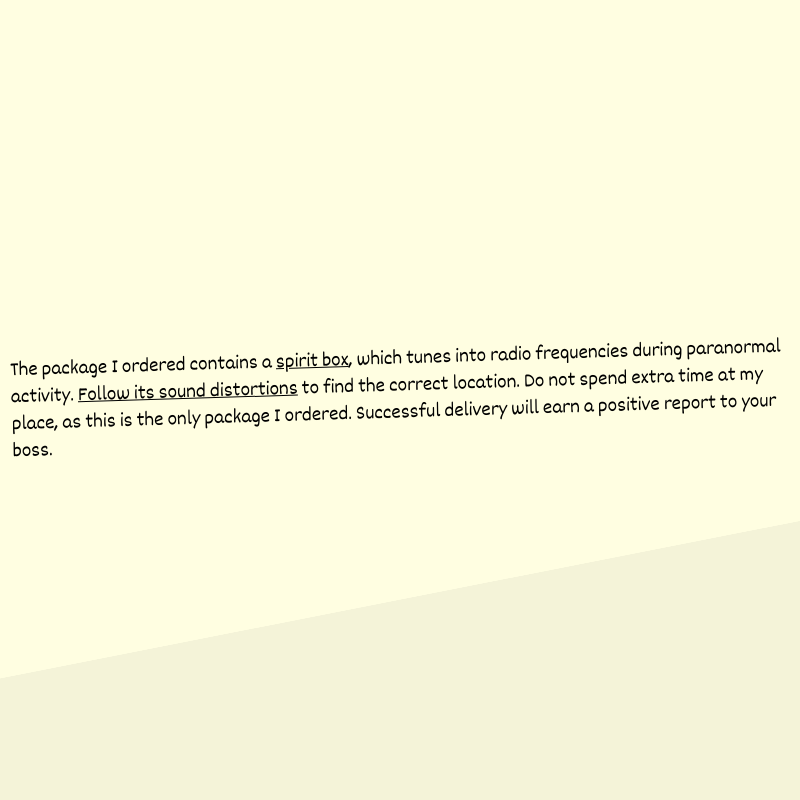 The package I ordered contains a spirit box, which tunes into radio frequencies during paranormal
activity. Follow its sound distortions to find the correct location. Do not spend extra time at my
place, as this is the only package I ordered. Successful delivery will earn a positive report to your
boss.